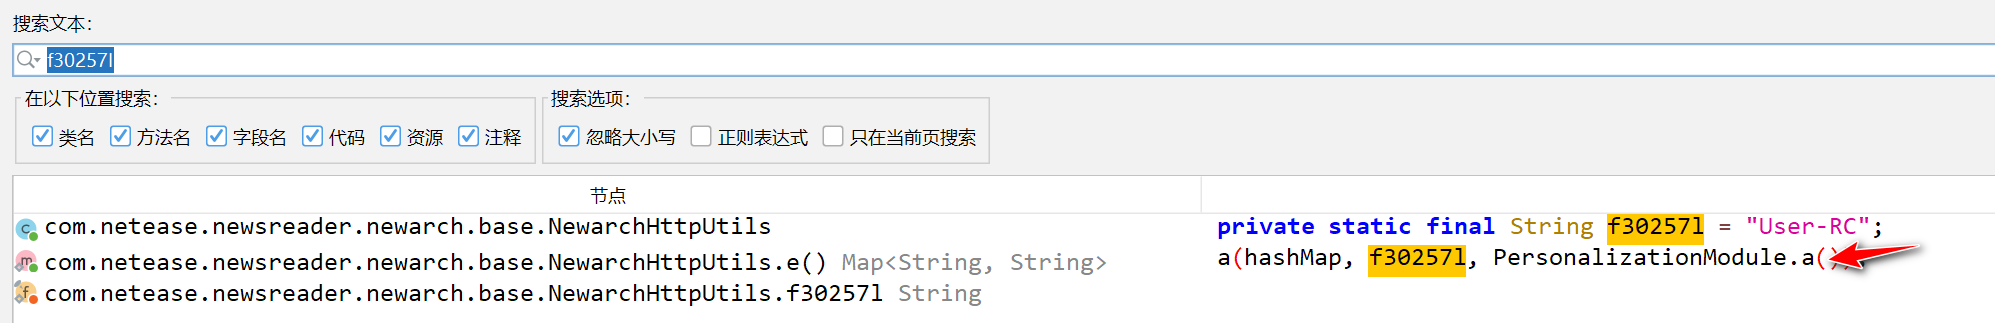 搜索文本:
f30257l
在以下位置搜索: 搜索选项:
类名 方法名 字段名 代码 资源 注释 忽略大小写 正则表达式 只在当前页搜索
节点
com.netease.newsreader.newarch.base.NewarchHttpUtils private static final String f30257l = "User-RC";
com.netease.newsreader.newarch.base.NewarchHttpUtils.e() Map<String, String> a(hashMap, f30257l, PersonalizationModule.a());
com.netease.newsreader.newarch.base.NewarchHttpUtils.f30257l String